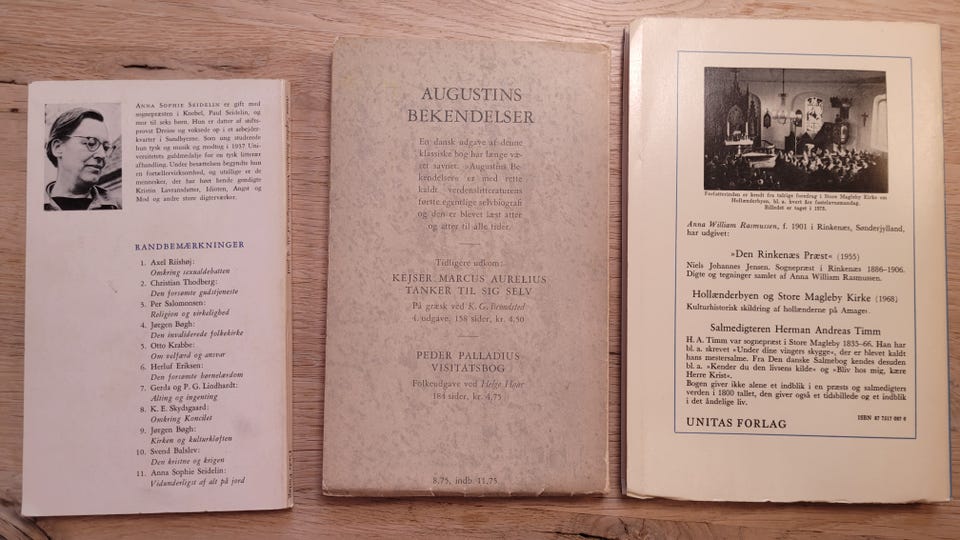 ANNA SOPHIE SEIDELIN er gift med
sognepræsten i Knebel, Paul Seidelin, og
mor til seks børn. Hun er datter af stifts-
provst Dreine og voksede op i et arbejder-
kvarter i Sundbyerne. Som ung studerede
hun tysk og musik og modtog i 1937 Uni-
versitetets guldmedalje for en tysk litterær
afhandling. Under besættelsen begyndte hun
en fortællervirksomhed, og utallige er de
mennesker, der har hørt hende gendigte
Kristin Lavransdatter, Idioten, Angst og
Mod og andre store digterværker.
RANDBEMÆRKNINGER
1. Axel Riishøj:
Omkring sexualdebatten
2. Christian Thodberg:
Den forsømte gudstjeneste
3. Per Salomonsen:
Religion og virkelighed
4. Jørgen Bøgh:
Den invaliderede folkekirke
5. Otto Krabbe:
Om velfærd og ansvar
6. Herluf Eriksen:
Den forsømte børnelærdom
7. Gerda og P. G. Lindhardt:
Alting og ingenting
8. K. E. Skydsgaard:
Omkring Koncilet
9. Jørgen Bøgh:
Kirken og kulturkløften
10. Svend Balslev:
Den kristne og krigen
11. Anna Sophie Seidelin:
Vidunderligst af alt på jord
AUGUSTINS
BEKENDELSER
En dansk udgave af denne
klassiske bog har længe væ-
ret savnet. »Augustins Be-
kendelser« er med rette
kaldt verdenslitteraturens
første egentlige selvbiografi
og den er blevet læst atter
og atter til alle tider.
Tidligere udkom:
KEJSER MARCUS AURELIUS
TANKER TIL SIG SELV
På græsk ved K. G. Brøndsted
4. udgave, 158 sider, kr. 4.50
PEDER PALLADIUS
VISITATSBOG
Folkeudgave ved Helge Haar
184 sider, kr. 4,75
8,75, indb. 11,75
Forfatterinden er kendt fra talrige foredrag i Store Magleby Kirke om
Hollænderbyen, bl. a. hvert år fastelavnsmandag.
Billedet er taget i 1975.
Anna William Rasmussen, f. 1901 i Rinkenæs, Sønderjylland,
har udgivet:
»Den Rinkenæs Præst« (1955)
Niels Johannes Jensen. Sognepræst i Rinkenæs 1886-1906.
Digte og tegninger samlet af Anna William Rasmussen.
Hollænderbyen og Store Magleby Kirke (1968)
Kulturhistorisk skildring af hollænderne på Amager.
Salmedigteren Herman Andreas Timm
H. A. Timm var sognepræst i Store Magleby 1835-66. Han har
bl. a. skrevet »Under dine vingers skygge«, der er blevet kaldt
hans mestersalme. Fra Den danske Salmebog kendes desuden
bl. a. »Kender du den livsens kilde« og »Bliv hos mig, kære
Herre Krist«.
Bogen giver ikke alene et indblik i en præsts og salmedigters
verden i 1800 tallet, den giver også et tidsbillede og et indblik
i det åndelige liv.
ISBN 87 7517 087 6
UNITAS FORLAG